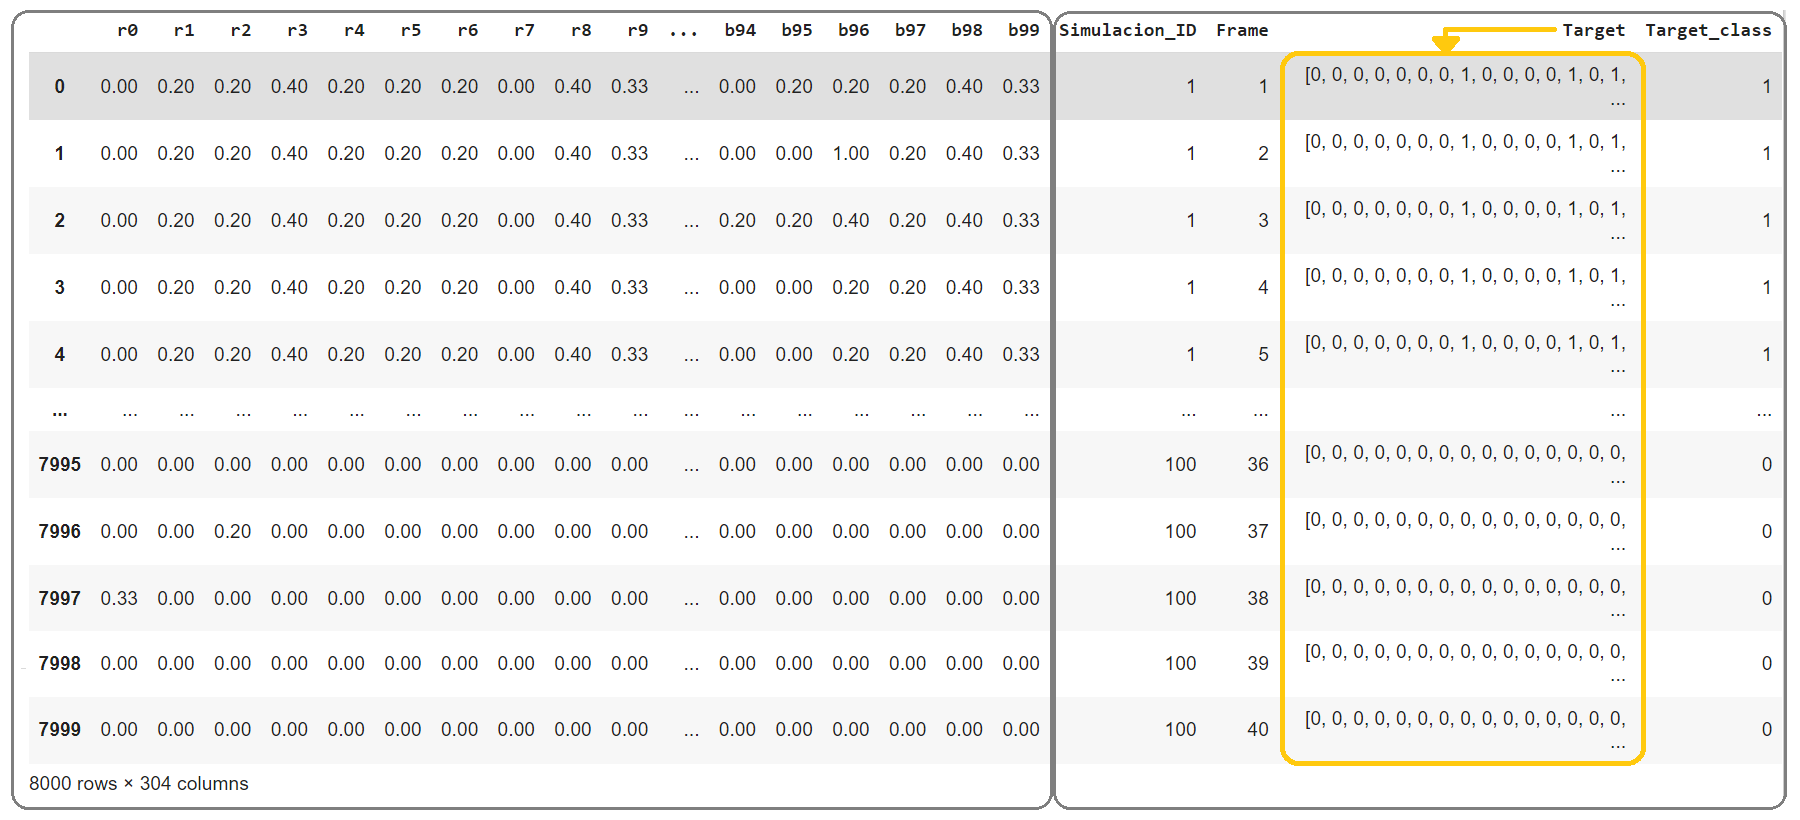 r0 r1 r2 r3 r4 r5 r6 r7 r8 r9 ... b94 b95 b96 b97 b98 b99 Simulacion_ID Frame Target Target_class
0 0.00 0.20 0.20 0.40 0.20 0.20 0.20 0.00 0.40 0.33 ... 0.00 0.20 0.20 0.20 0.40 0.33 1 1 [0, 0, 0, 0, 0, 0, 0, 1, 0, 0, 0, 0, 1, 0, 1, ... 1
1 0.00 0.20 0.20 0.40 0.20 0.20 0.20 0.00 0.40 0.33 ... 0.00 0.00 1.00 0.20 0.40 0.33 1 2 [0, 0, 0, 0, 0, 0, 0, 1, 0, 0, 0, 0, 1, 0, 1, ... 1
2 0.00 0.20 0.20 0.40 0.20 0.20 0.20 0.00 0.40 0.33 ... 0.20 0.20 0.40 0.20 0.40 0.33 1 3 [0, 0, 0, 0, 0, 0, 0, 1, 0, 0, 0, 0, 1, 0, 1, ... 1
3 0.00 0.20 0.20 0.40 0.20 0.20 0.20 0.00 0.40 0.33 ... 0.00 0.00 0.20 0.20 0.40 0.33 1 4 [0, 0, 0, 0, 0, 0, 0, 1, 0, 0, 0, 0, 1, 0, 1, ... 1
4 0.00 0.20 0.20 0.40 0.20 0.20 0.20 0.00 0.40 0.33 ... 0.00 0.00 0.20 0.20 0.40 0.33 1 5 [0, 0, 0, 0, 0, 0, 0, 1, 0, 0, 0, 0, 1, 0, 1, ... 1
... ... ... ... ... ... ... ... ... ... ... ... ... ... ... ... ... ... ... ... ... ...
7995 0.00 0.00 0.00 0.00 0.00 0.00 0.00 0.00 0.00 0.00 ... 0.00 0.00 0.00 0.00 0.00 0.00 100 36 [0, 0, 0, 0, 0, 0, 0, 0, 0, 0, 0, 0, 0, 0, 0, ... 0
7996 0.00 0.00 0.20 0.00 0.00 0.00 0.00 0.00 0.00 0.00 ... 0.00 0.00 0.00 0.00 0.00 0.00 100 37 [0, 0, 0, 0, 0, 0, 0, 0, 0, 0, 0, 0, 0, 0, 0, ... 0
7997 0.33 0.00 0.00 0.00 0.00 0.00 0.00 0.00 0.00 0.00 ... 0.00 0.00 0.00 0.00 0.00 0.00 100 38 [0, 0, 0, 0, 0, 0, 0, 0, 0, 0, 0, 0, 0, 0, 0, ... 0
7998 0.00 0.00 0.00 0.00 0.00 0.00 0.00 0.00 0.00 0.00 ... 0.00 0.00 0.00 0.00 0.00 0.00 100 39 [0, 0, 0, 0, 0, 0, 0, 0, 0, 0, 0, 0, 0, 0, 0, ... 0
7999 0.00 0.00 0.00 0.00 0.00 0.00 0.00 0.00 0.00 0.00 ... 0.00 0.00 0.00 0.00 0.00 0.00 100 40 [0, 0, 0, 0, 0, 0, 0, 0, 0, 0, 0, 0, 0, 0, 0, ... 0
8000 rows × 304 columns